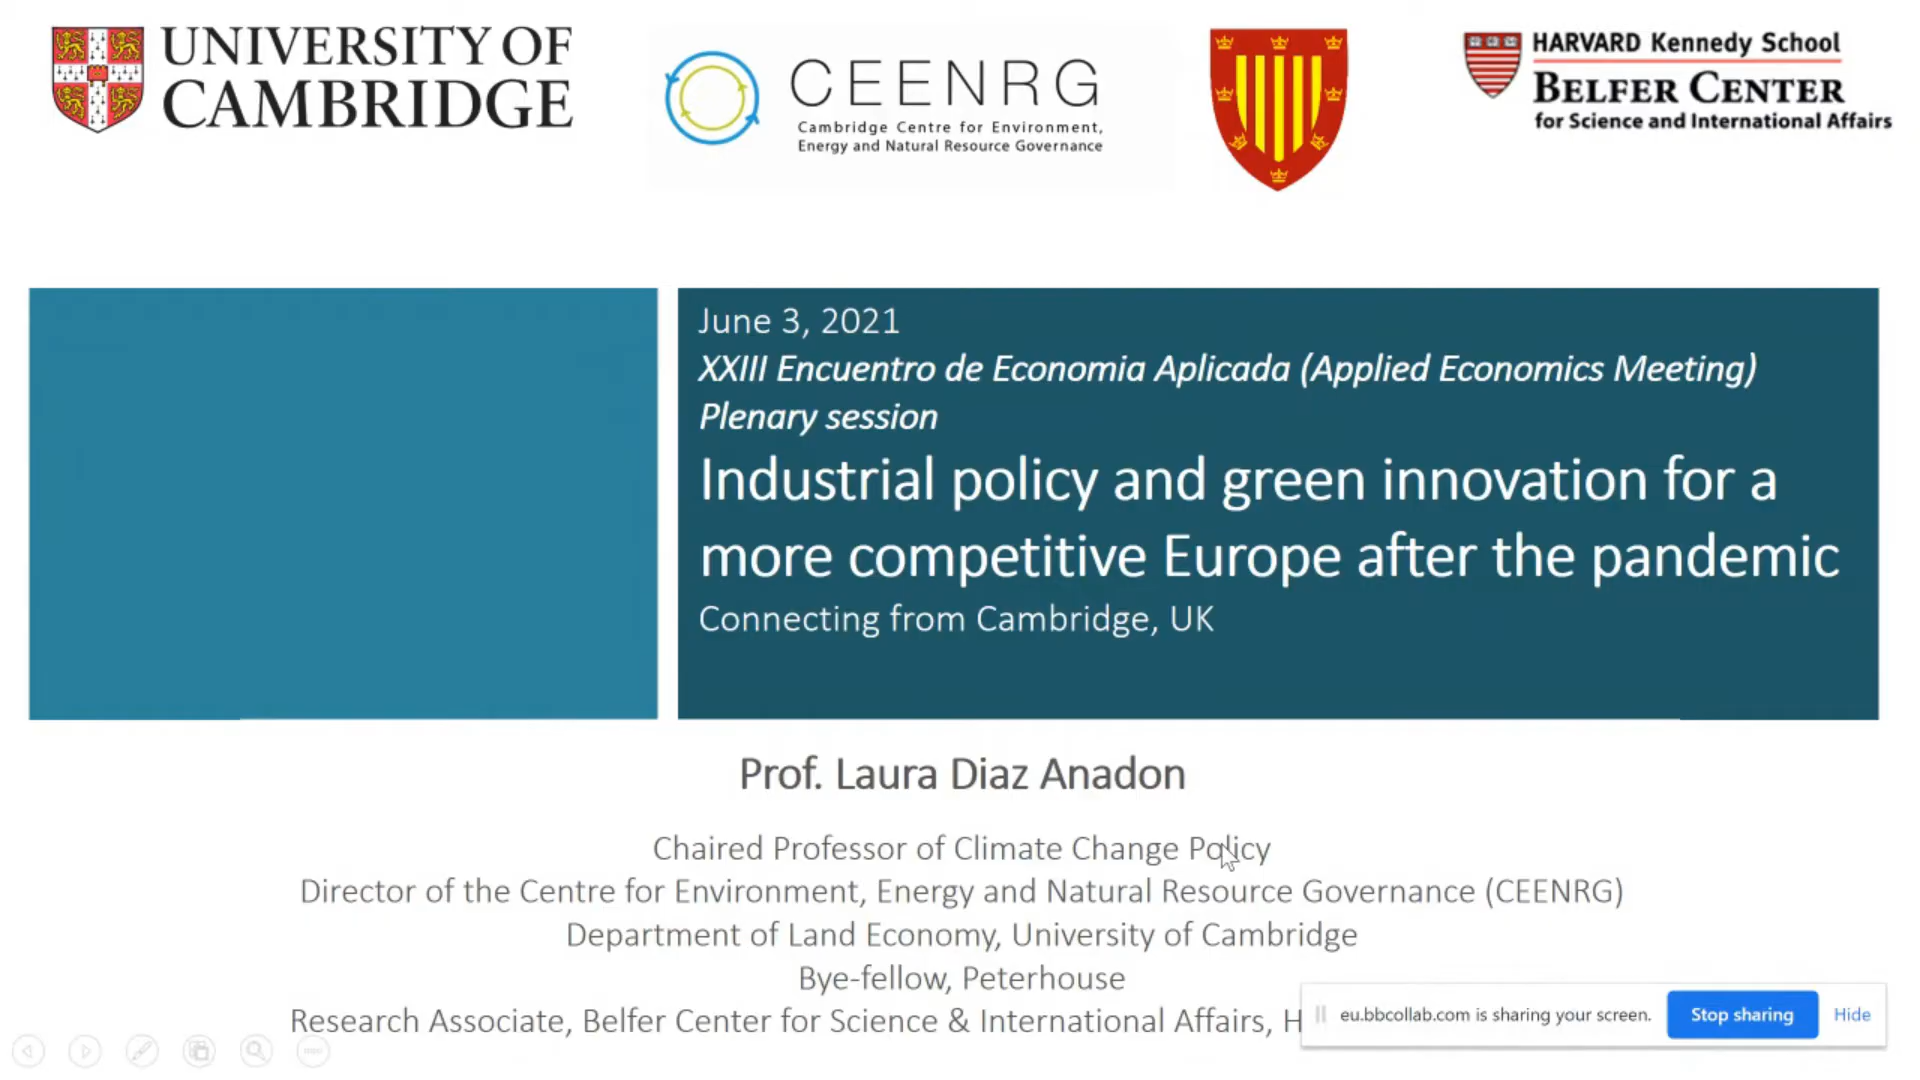 UNIVERSITY OF
CAMBRIDGE
CEENRG
Cambridge Centre for Environment,
Energy and Natural Resource Governance
HARVARD Kennedy School
BELFER CENTER
for Science and International Affairs
June 3, 2021
XXIII Encuentro de Economia Aplicada (Applied Economics Meeting)
Plenary session
Industrial policy and green innovation for a
more competitive Europe after the pandemic
Connecting from Cambridge, UK
Prof. Laura Diaz Anadon
Chaired Professor of Climate Change Policy
Director of the Centre for Environment, Energy and Natural Resource Governance (CEENRG)
Department of Land Economy, University of Cambridge
Bye-fellow, Peterhouse
Research Associate, Belfer Center for Science & International Affairs, H
eu.bbcollab.com is sharing your screen.
Stop sharing
Hide